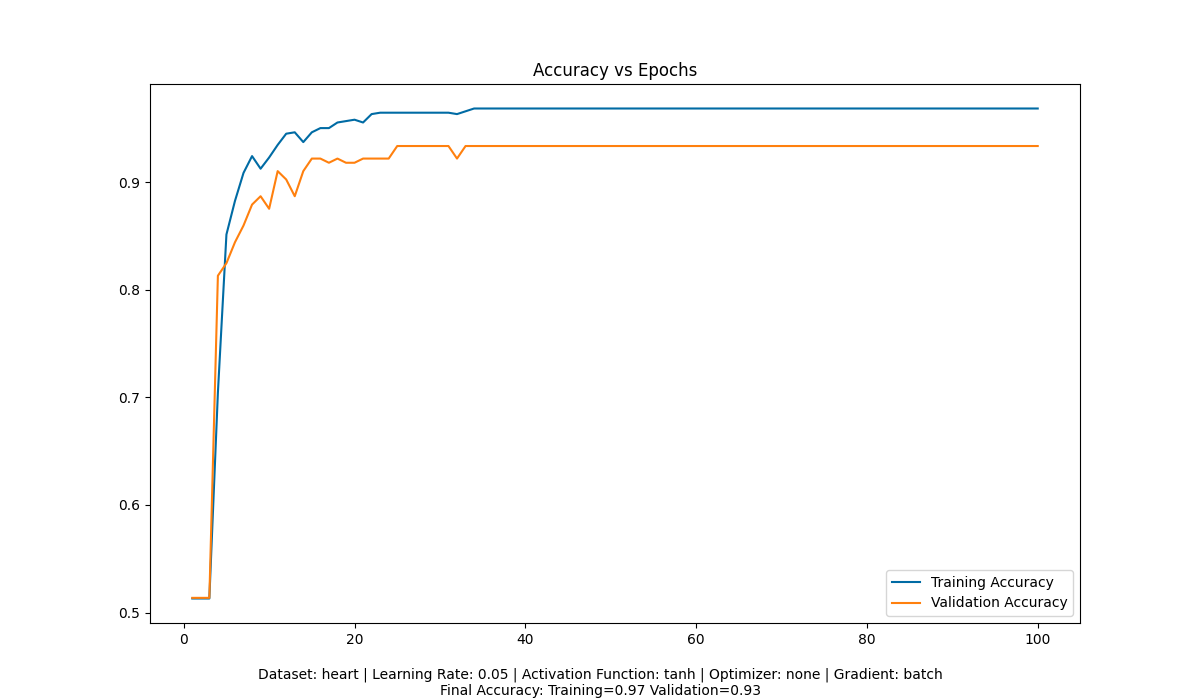 Accuracy vs Epochs
0.9
0.8
0.7
0.6
0.5
0 20 40 60 80 100
Training Accuracy
Validation Accuracy
Dataset: heart | Learning Rate: 0.05 | Activation Function: tanh | Optimizer: none | Gradient: batch
Final Accuracy: Training=0.97 Validation=0.93